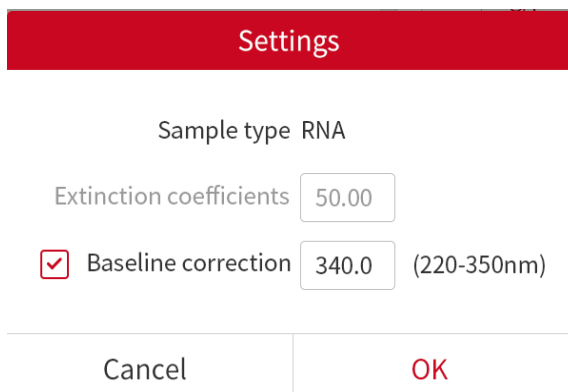 Settings
Sample type RNA
Extinction coefficients 50.00
Baseline correction 340.0 (220-350nm)
Cancel OK